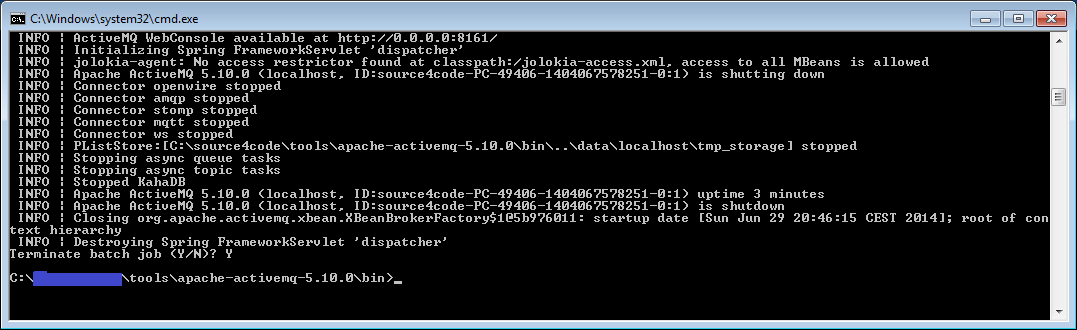 C:\Windows\system32\cmd.exe
INFO | ActiveMQ WebConsole available at http://0.0.0.0:8161/
INFO | Initializing Spring FrameworkServlet 'dispatcher'
INFO | jolokia-agent: No access restrictor found at classpath:/jolokia-access.xml, access to all MBeans is allowed
INFO | Apache ActiveMQ 5.10.0 (localhost, ID:source4code-PC-49406-1404067578251-0:1) is shutting down
INFO | Connector openwire stopped
INFO | Connector amqp stopped
INFO | Connector stomp stopped
INFO | Connector mqtt stopped
INFO | Connector ws stopped
INFO | PListStore:[C:\source4code\tools\apache-activemq-5.10.0\bin\..\data\localhost\tmp_storage] stopped
INFO | Stopping async queue tasks
INFO | Stopping async topic tasks
INFO | Stopped KahaDB
INFO | Apache ActiveMQ 5.10.0 (localhost, ID:source4code-PC-49406-1404067578251-0:1) uptime 3 minutes
INFO | Apache ActiveMQ 5.10.0 (localhost, ID:source4code-PC-49406-1404067578251-0:1) is shutdown
INFO | Closing org.apache.activemq.xbean.XBeanBrokerFactory$1@5b976011: startup date [Sun Jun 29 20:46:15 CEST 2014]; root of con
text hierarchy
INFO | Destroying Spring FrameworkServlet 'dispatcher'
Terminate batch job (Y/N)? Y
C:\ \tools\apache-activemq-5.10.0\bin>_